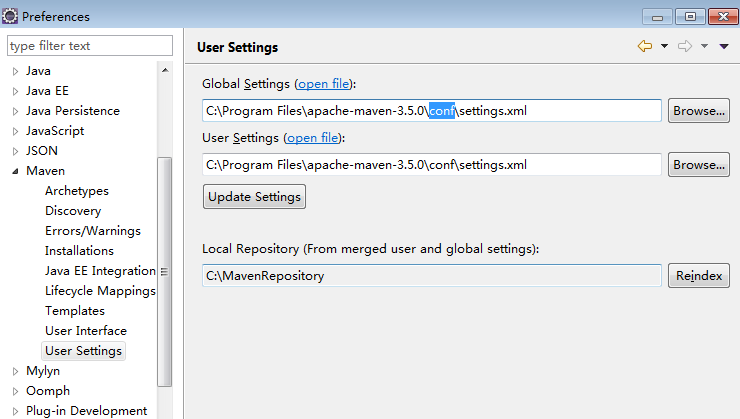 Preferences
type filter text
Java
Java EE
Java Persistence
JavaScript
JSON
Maven
Archetypes
Discovery
Errors/Warnings
Installations
Java EE Integration
Lifecycle Mappings
Templates
User Interface
User Settings
Mylyn
Oomph
Plug-in Development
User Settings
Global Settings (open file):
C:\Program Files\apache-maven-3.5.0\conf\settings.xml Browse...
User Settings (open file):
C:\Program Files\apache-maven-3.5.0\conf\settings.xml Browse...
Update Settings
Local Repository (From merged user and global settings):
C:\MavenRepository Reindex